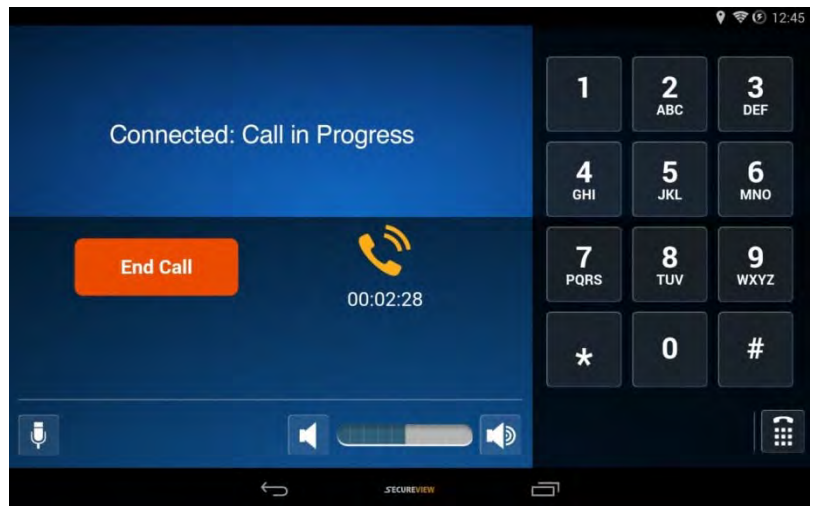 12:45
Connected: Call in Progress
End Call
00:02:28
1
2
ABC
3
DEF
4
GHI
5
JKL
6
MNO
7
PQRS
8
TUV
9
WXYZ
*
0
#
SECUREVIEW